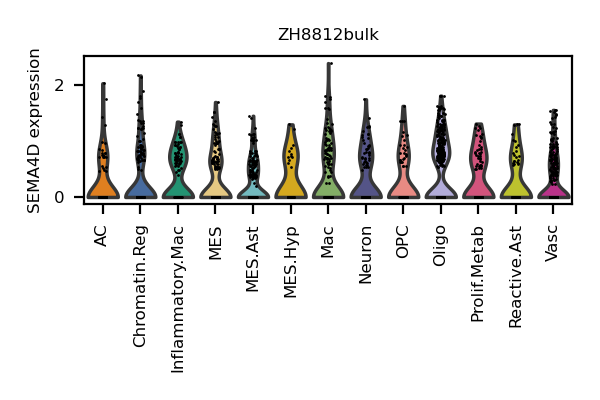 ZH8812bulk
SEMA4D expression
2
0
AC
Chromatin.Reg
Inflammatory.Mac
MES
MES.Ast
MES.Hyp
Mac
Neuron
OPC
Oligo
Prolif.Metab
Reactive.Ast
Vasc